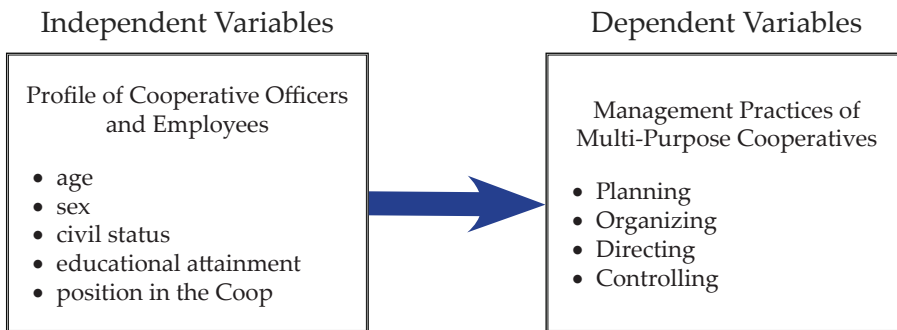 Independent Variables
Profile of Cooperative Officers
and Employees
• age
• sex
• civil status
• educational attainment
• position in the Coop
Dependent Variables
Management Practices of
Multi-Purpose Cooperatives
• Planning
• Organizing
• Directing
• Controlling